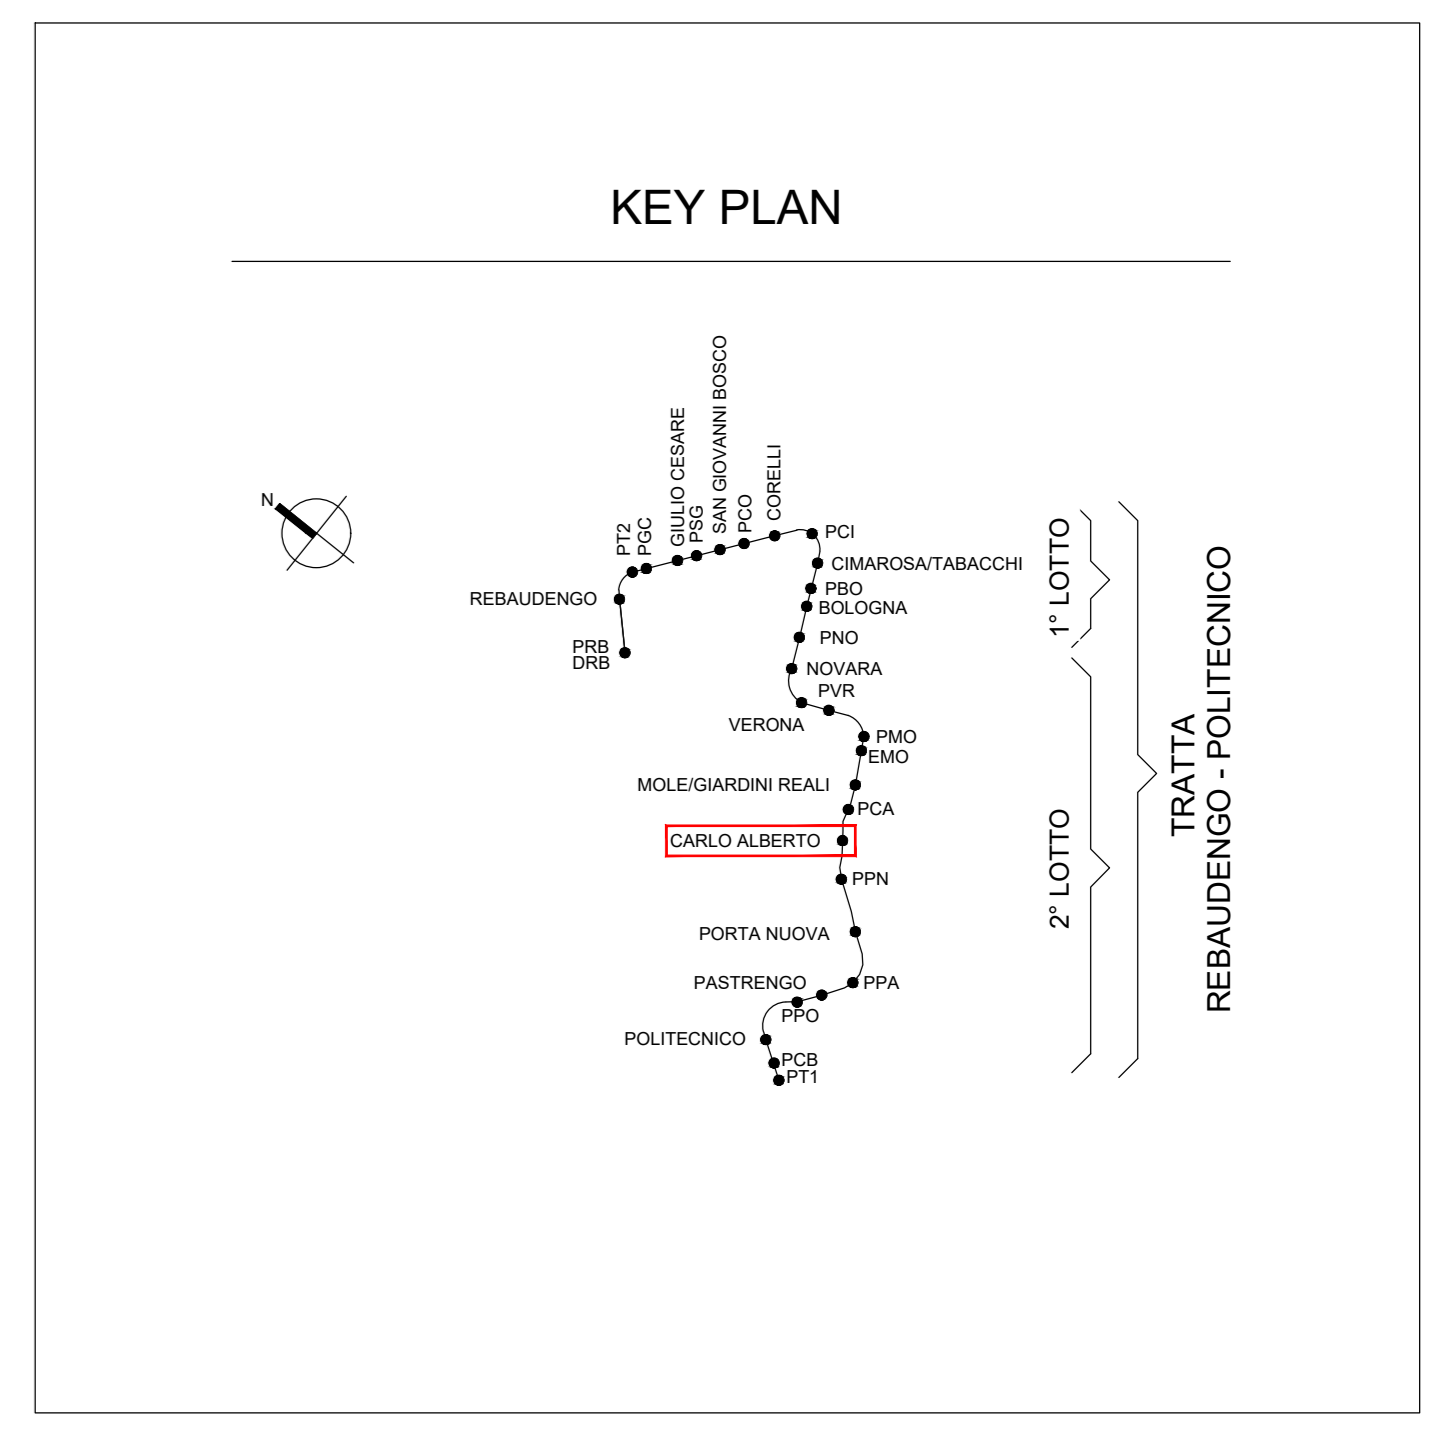 KEY PLAN
N
SAN GIOVANNI BOSCO
GIULIO CESARE
CORELLI
PCO
PSG
PGC
PT2
PCI
CIMAROSA/TABACCHI
PBO
REBAUDENGO
BOLOGNA
PNO
PRB
DRB
NOVARA
PVR
VERONA
PMO
EMO
MOLE/GIARDINI REALI
PCA
CARLO ALBERTO
PPN
PORTA NUOVA
PASTRENGO
PPA
PPO
POLITECNICO
PCB
PT1
1° LOTTO
2° LOTTO
TRATTA
REBAUDENGO - POLITECNICO